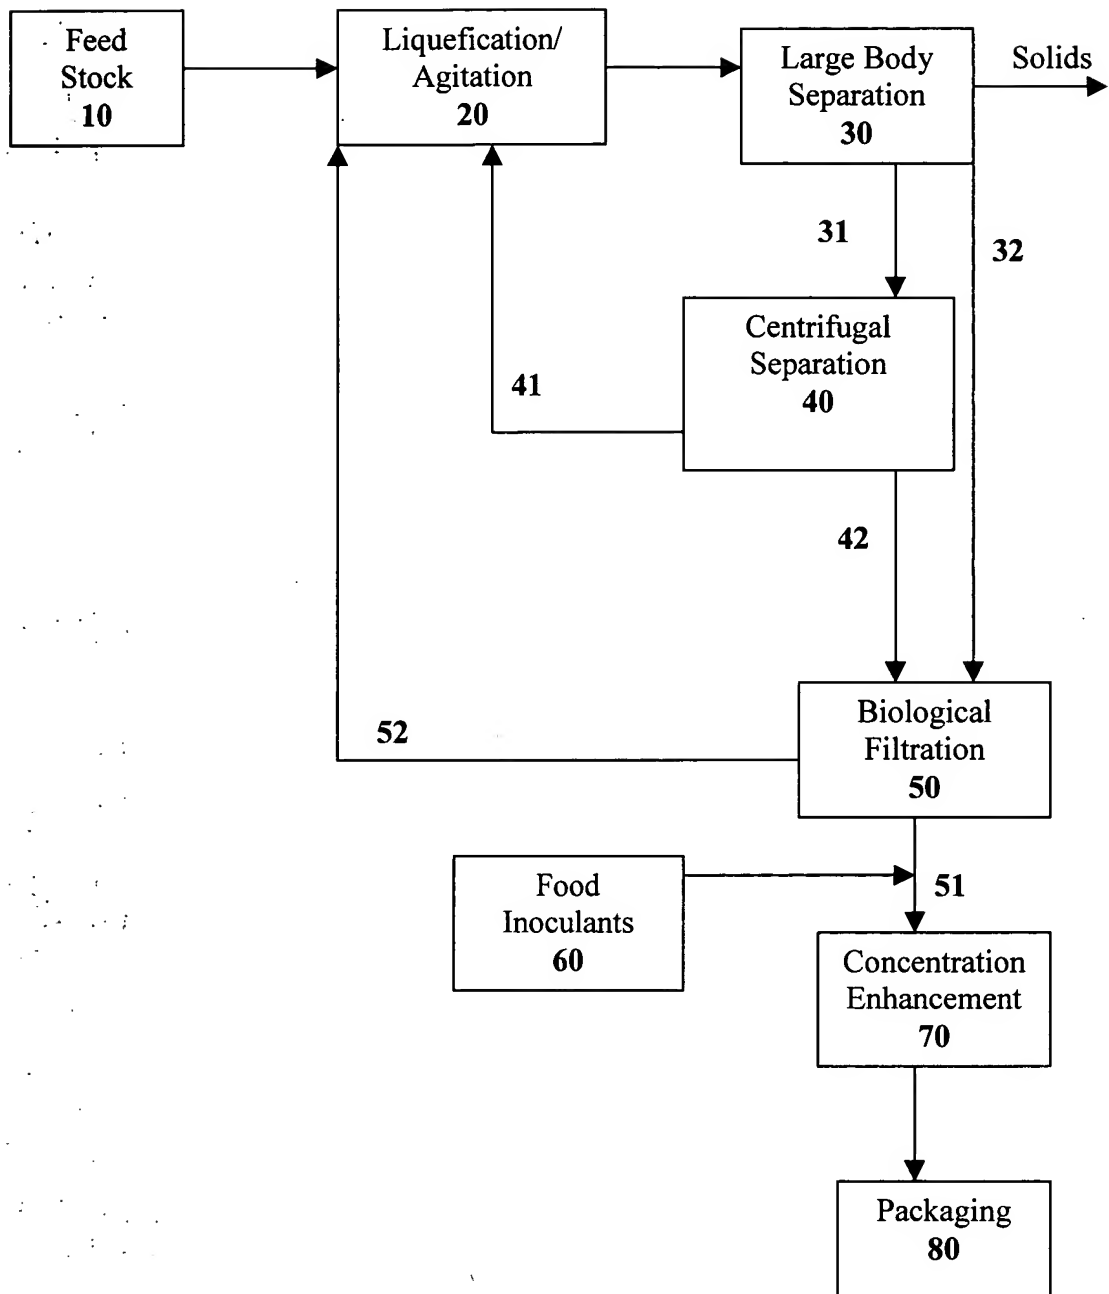 Feed
Stock
10
Liquefication/
Agitation
20
Large Body
Separation
30
Solids
31
32
Centrifugal
Separation
40
41
42
52
Biological
Filtration
50
Food
Inoculants
60
51
Concentration
Enhancement
70
Packaging
80